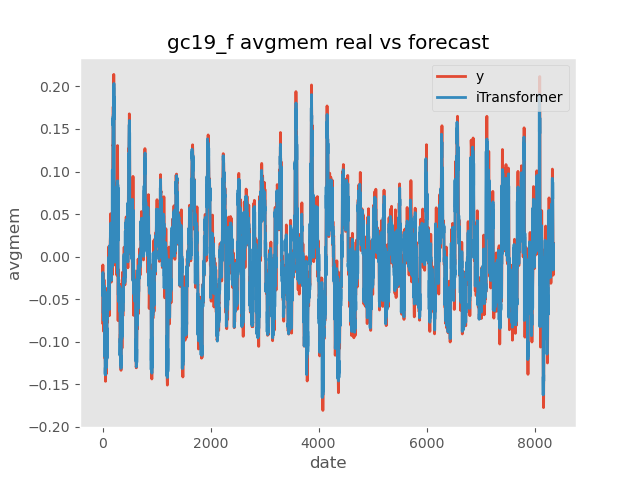 gc19_f avgmem real vs forecast
y
iTransformer
avgmem
0.20
0.15
0.10
0.05
0.00
−0.05
−0.10
−0.15
−0.20
0 2000 4000 6000 8000
date